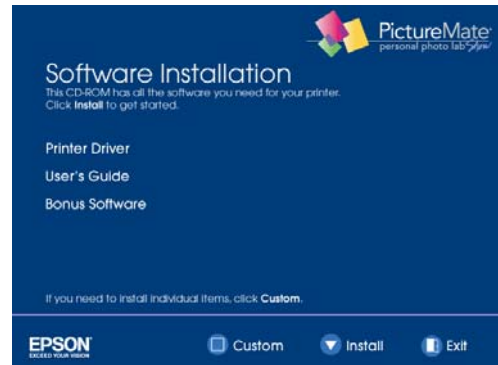 PictureMate
personal photo lab Show
Software Installation
This CD-ROM has all the software you need for your printer.
Click Install to get started.
Printer Driver
User's Guide
Bonus Software
If you need to install individual items, click Custom.
EPSON
EXCEED YOUR VISION
Custom
Install
Exit